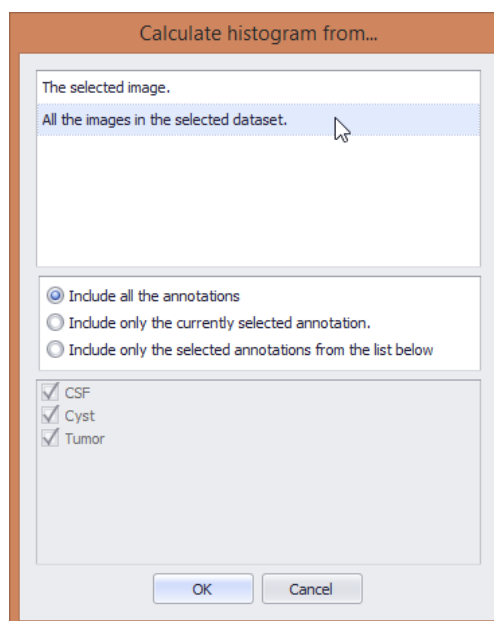 Calculate histogram from...
The selected image.
All the images in the selected dataset.
Include all the annotations
Include only the currently selected annotation.
Include only the selected annotations from the list below
CSF
Cyst
Tumor
OK
Cancel